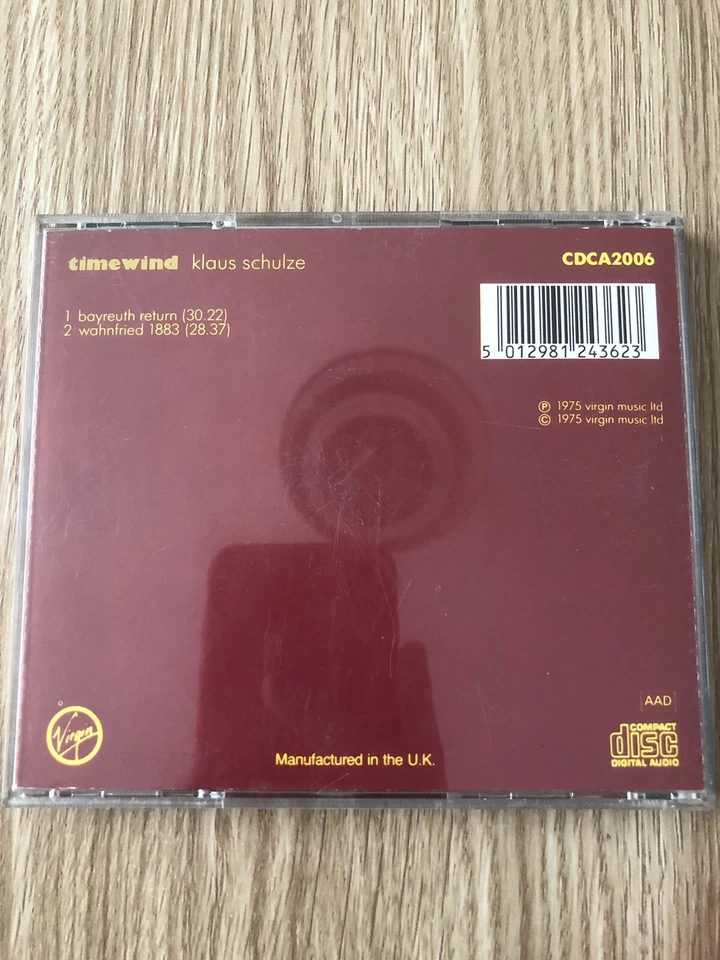 timewind klaus schulze
CDCA2006
1 bayreuth return (30.22)
2 wahnfried 1883 (28.37)
5 012981 243623
℗ 1975 virgin music ltd
© 1975 virgin music ltd
AAD
Virgin
Manufactured in the U.K.
COMPACT
disc
DIGITAL AUDIO